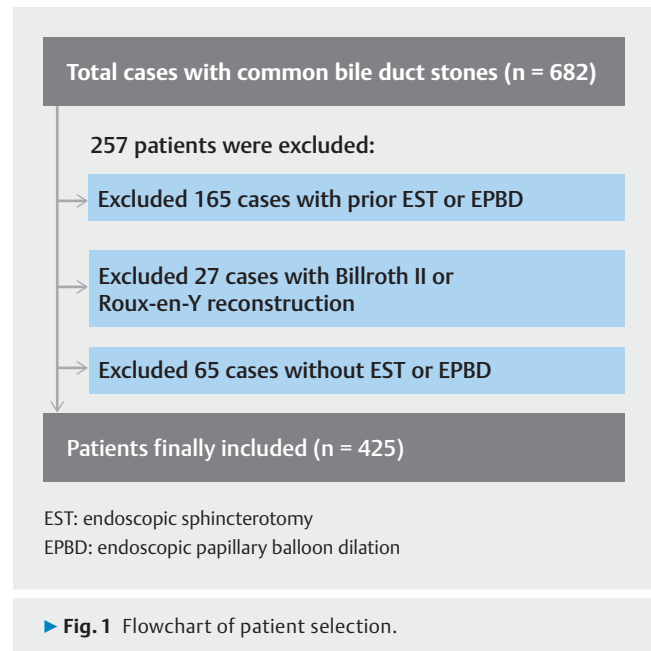 Total cases with common bile duct stones (n = 682)
257 patients were excluded:
Excluded 165 cases with prior EST or EPBD
Excluded 27 cases with Billroth II or
Roux-en-Y reconstruction
Excluded 65 cases without EST or EPBD
Patients finally included (n = 425)
EST: endoscopic sphincterotomy
EPBD: endoscopic papillary balloon dilation
▶ Fig. 1 Flowchart of patient selection.